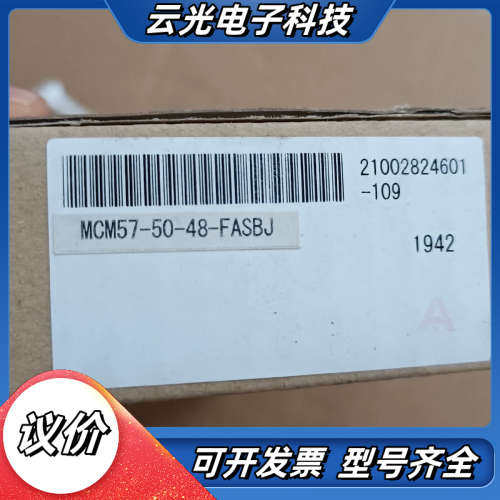 云光电子科技
21002824601
-109
MCM57-50-48-FASBJ
1942
A
议价
可开发票 型号齐全